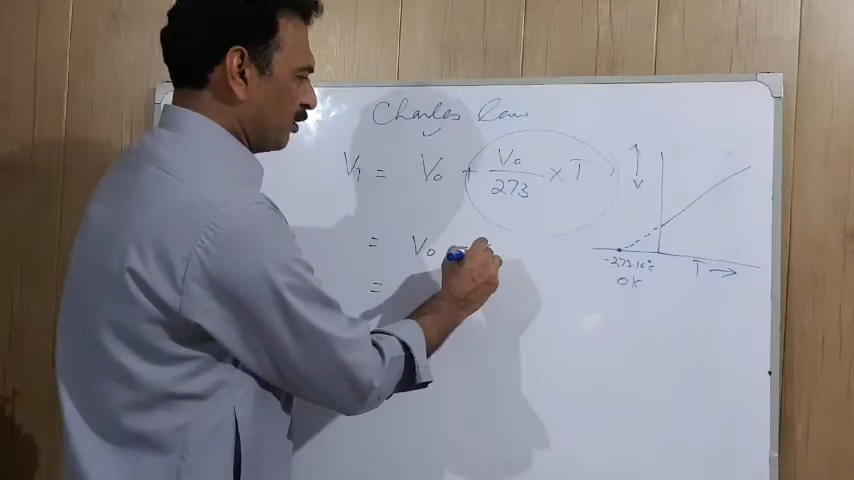 Charles Law
V₁ = V₀ + V₀/273 × T
= V₀
=
V
-273.16°C
0K
T →